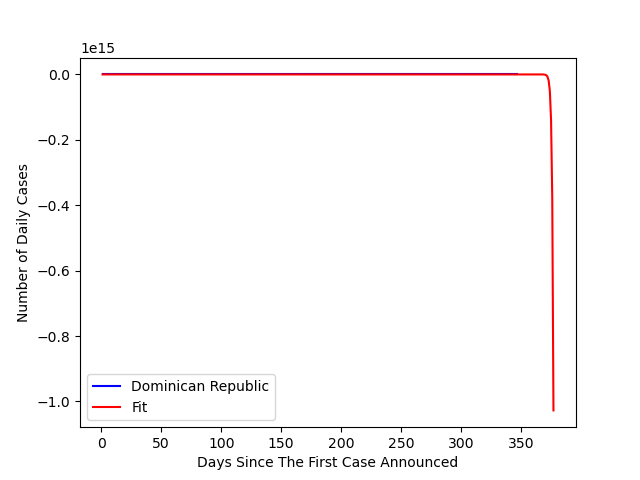 1e15
0.0
−0.2
−0.4
−0.6
−0.8
−1.0
Number of Daily Cases
Dominican Republic
Fit
0 50 100 150 200 250 300 350
Days Since The First Case Announced